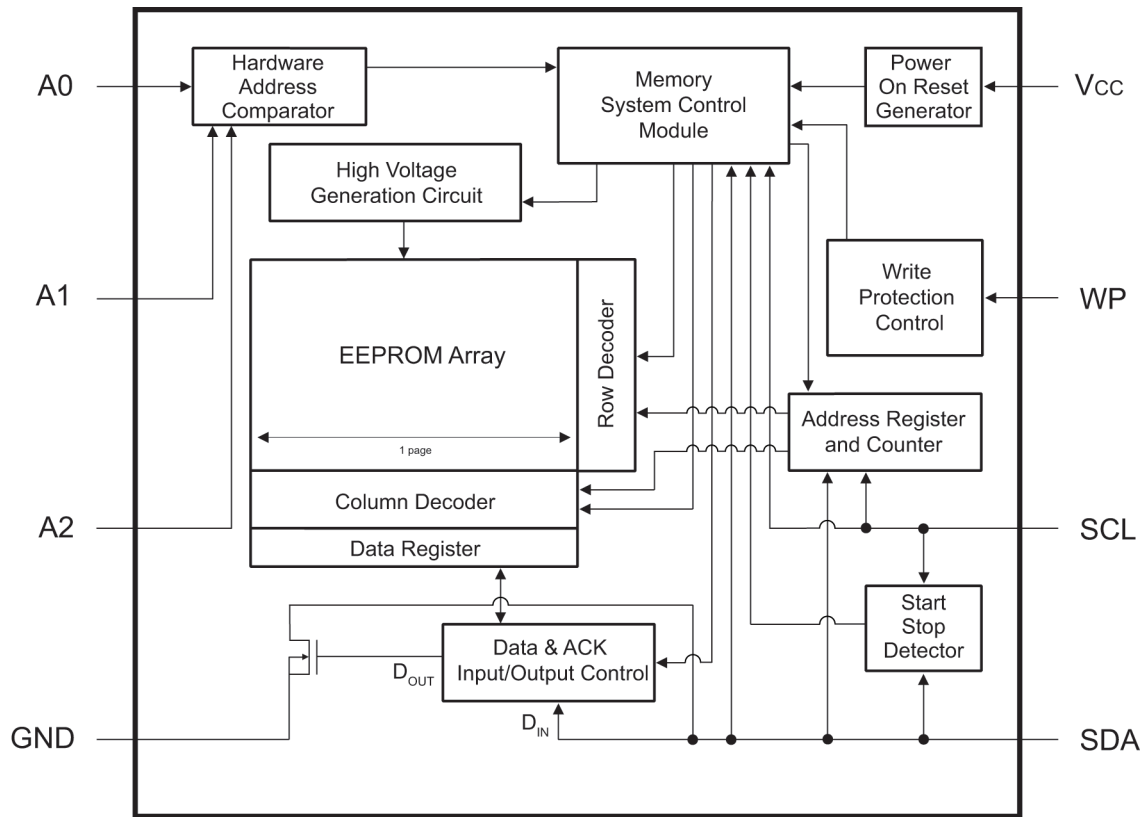 A0
Hardware
Address
Comparator
Memory
System Control
Module
Power
On Reset
Generator
VCC
High Voltage
Generation Circuit
A1
EEPROM Array
1 page
Row Decoder
Write
Protection
Control
WP
Address Register
and Counter
Column Decoder
A2
Data Register
SCL
Start
Stop
Detector
Data & ACK
Input/Output Control
DOUT
DIN
GND
SDA